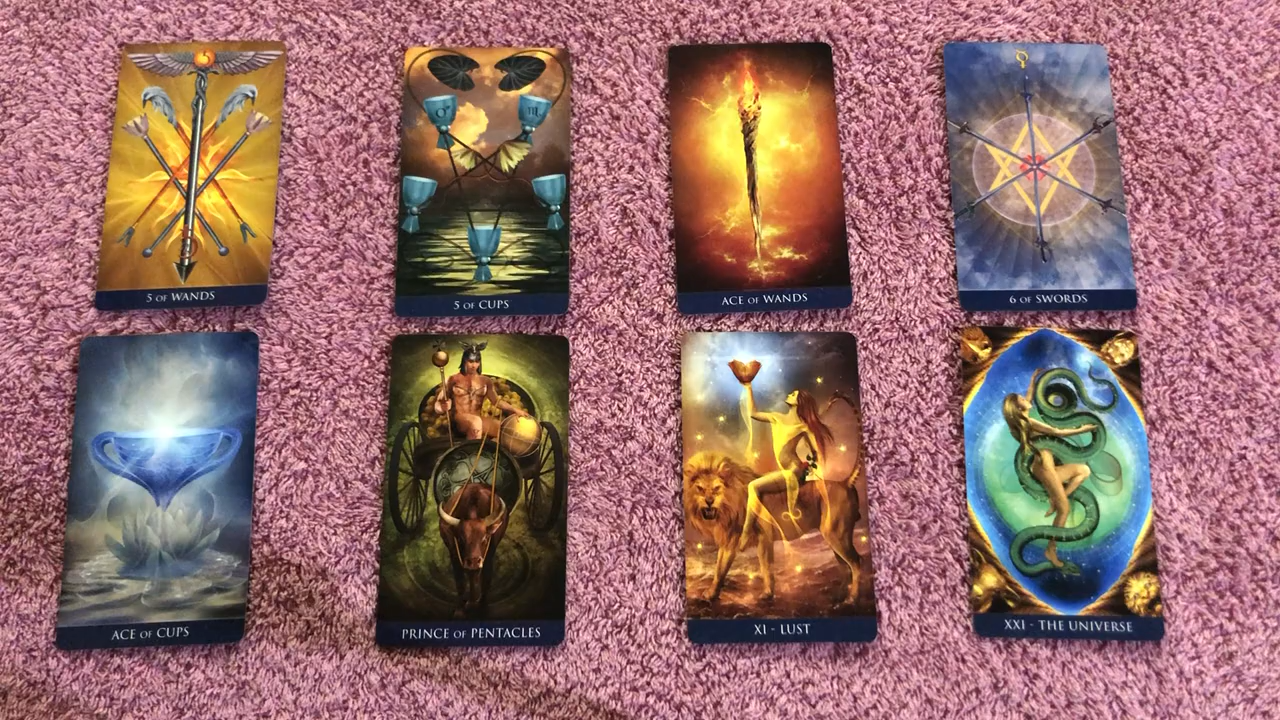 5 OF WANDS
5 OF CUPS
ACE OF WANDS
6 OF SWORDS
ACE OF CUPS
PRINCE OF PENTACLES
XI - LUST
XXI - THE UNIVERSE